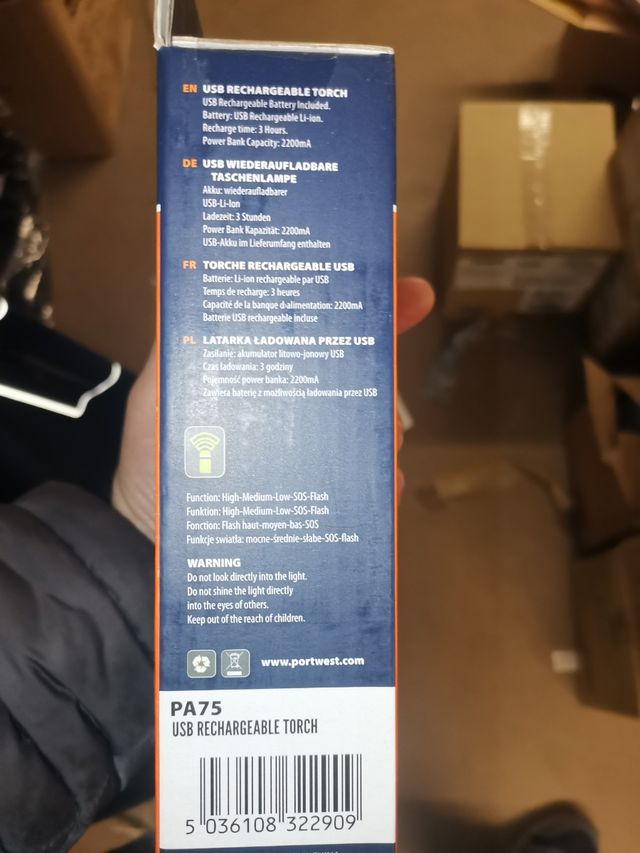 EN USB RECHARGEABLE TORCH
USB Rechargeable Battery Included.
Battery: USB Rechargeable Li-ion.
Recharge time: 3 Hours.
Power Bank Capacity: 2200mA
DE USB WIEDERAUFLADBARE
TASCHENLAMPE
Akku: wiederaufladbarer
USB-Li-Ion
Ladezeit: 3 Stunden
Power Bank Kapazität: 2200mA
USB-Akku im Lieferumfang enthalten
FR TORCHE RECHARGEABLE USB
Batterie: Li-ion rechargeable par USB
Temps de recharge: 3 heures
Capacité de la banque d-alimentation: 2200mA
Batterie USB rechargeable incluse
PL LATARKA ŁADOWANA PRZEZ USB
Zasilanie: akumulator litowo-jonowy USB
Czas ładowania: 3 godziny
Pojemność power banka: 2200mA
Zawiera baterię z możliwością ładowania przez USB
Function: High-Medium-Low-SOS-Flash
Funktion: High-Medium-Low-SOS-Flash
Fonction: Flash haut-moyen-bas-SOS
Funkcje swiatła: mocne-średnie-słabe-SOS-flash
WARNING
Do not look directly into the light.
Do not shine the light directly
into the eyes of others.
Keep out of the reach of children.
www.portwest.com
PA75
USB RECHARGEABLE TORCH
5 036108 322909